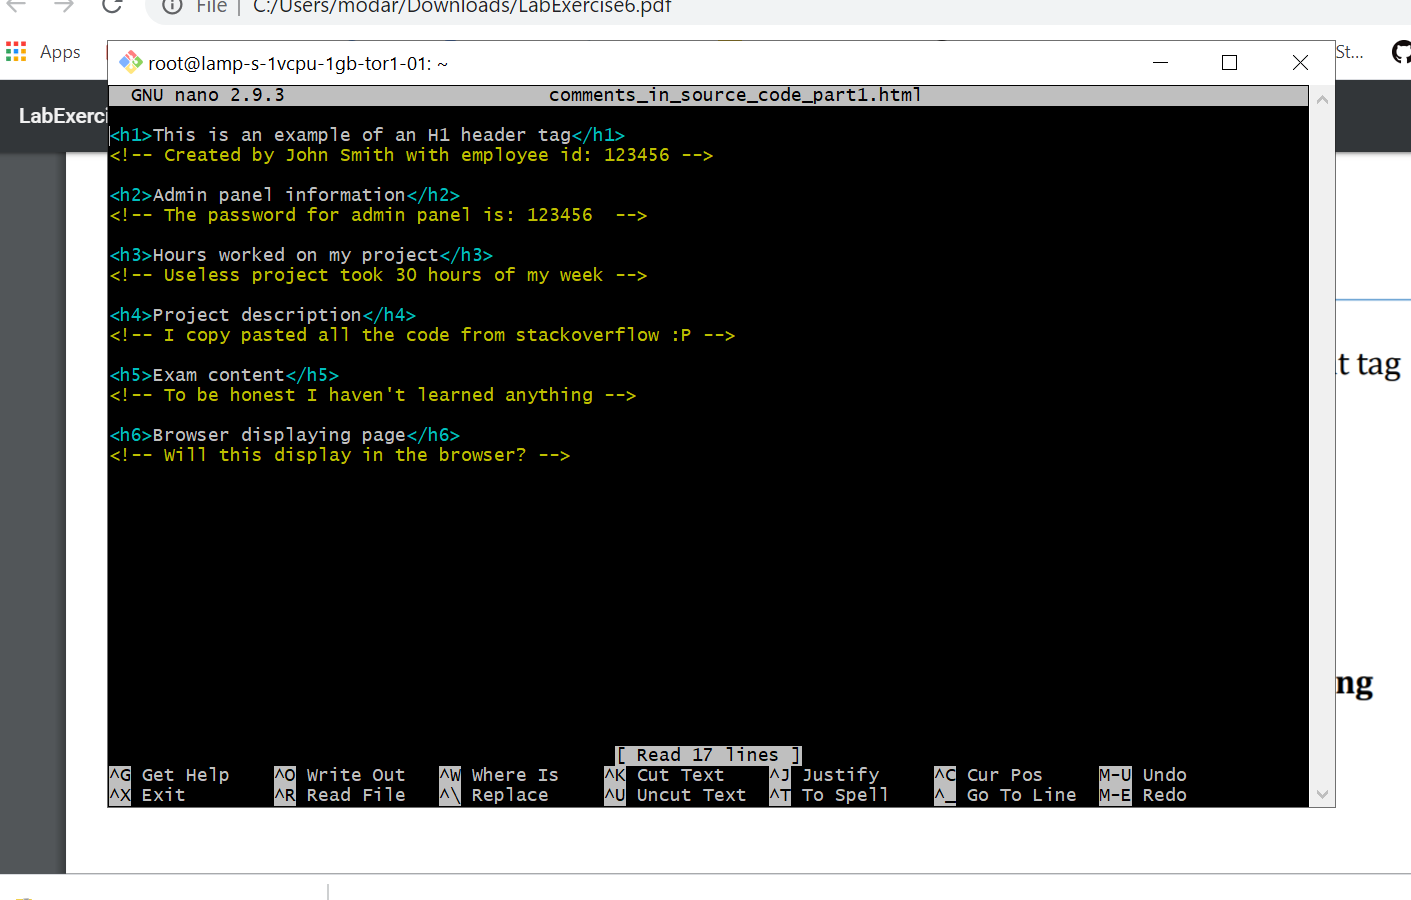 File | C:/Users/modar/Downloads/LabExercise6.pdf
Apps
St...
root@lamp-s-1vcpu-1gb-tor1-01: ~
LabExerci
GNU nano 2.9.3 comments_in_source_code_part1.html
<h1>This is an example of an H1 header tag</h1>
<!-- Created by John Smith with employee id: 123456 -->
<h2>Admin panel information</h2>
<!-- The password for admin panel is: 123456  -->
<h3>Hours worked on my project</h3>
<!-- Useless project took 30 hours of my week -->
<h4>Project description</h4>
<!-- I copy pasted all the code from stackoverflow :P -->
t tag
<h5>Exam content</h5>
<!-- To be honest I haven't learned anything -->
<h6>Browser displaying page</h6>
<!-- Will this display in the browser? -->
ng
[ Read 17 lines ]
^G Get Help ^O Write Out ^W Where Is ^K Cut Text ^J Justify ^C Cur Pos M-U Undo
^X Exit ^R Read File ^\ Replace ^U Uncut Text ^T To Spell ^_ Go To Line M-E Redo